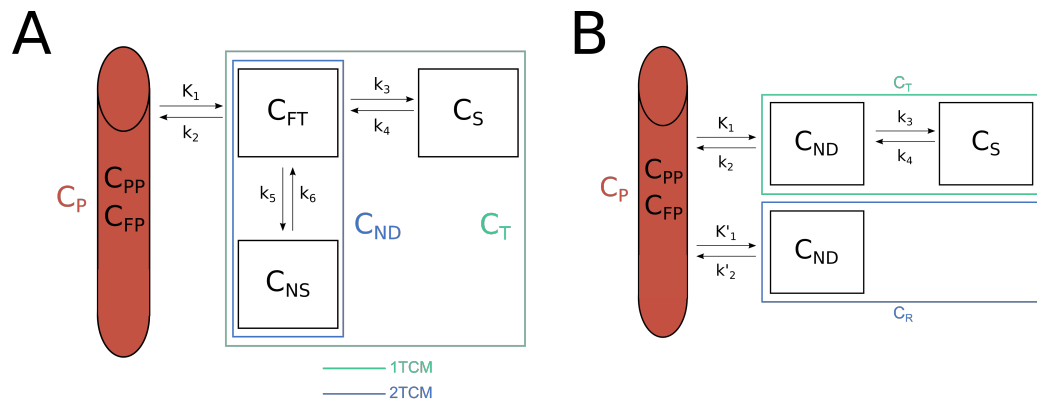 A
K1
k2
CP
CPP
CFP
CFT
k3
k4
CS
k5
k6
CND
CT
CNS
1TCM
2TCM
B
CT
K1
k2
CND
k3
k4
CS
CP
CPP
CFP
K'1
k'2
CND
CR